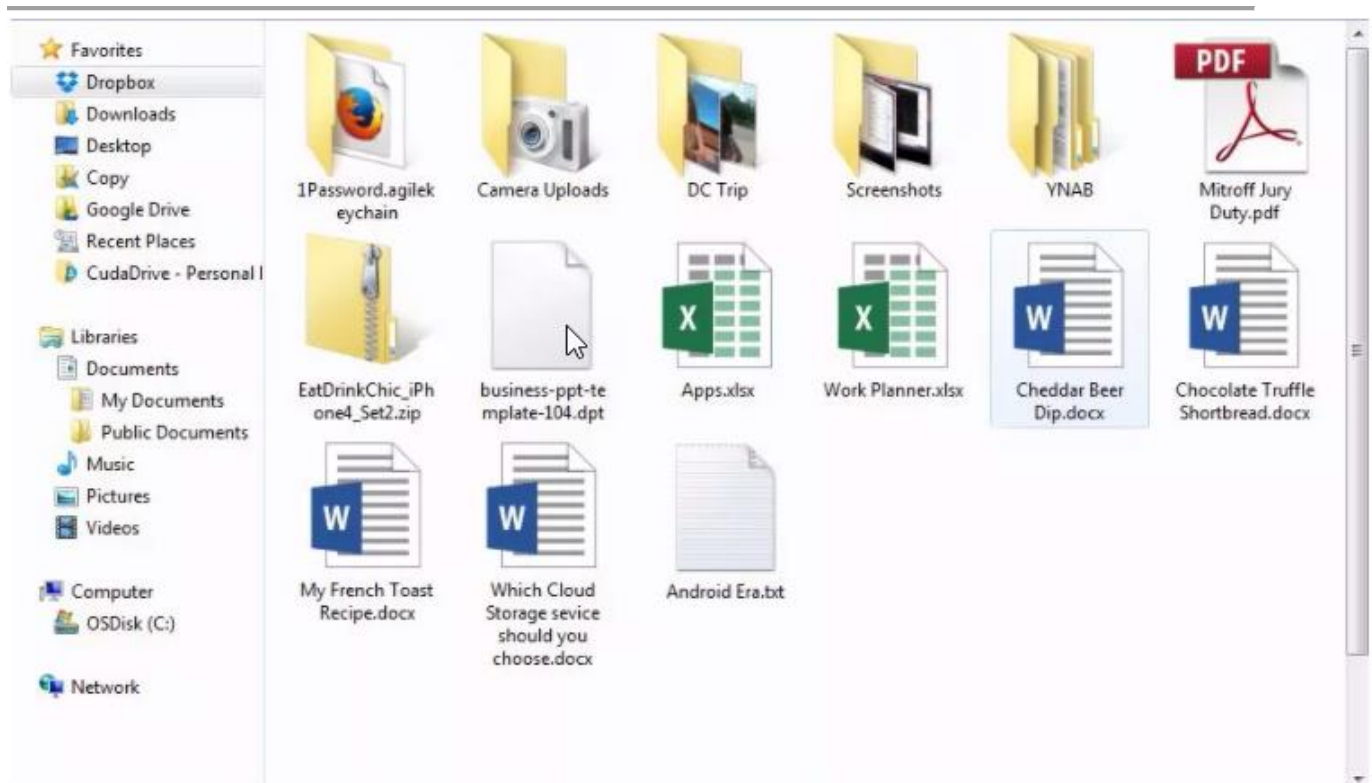 Favorites
Dropbox
Downloads
Desktop
Copy
Google Drive
Recent Places
CudaDrive - Personal
Libraries
Documents
My Documents
Public Documents
Music
Pictures
Videos
Computer
OSDisk (C:)
Network
1Password.agilek
eychain
Camera Uploads
DC Trip
Screenshots
YNAB
PDF
Mitroff Jury
Duty.pdf
EatDrinkChic_iPh
one4_Set2.zip
business-ppt-te
mplate-104.dpt
X
Apps.xlsx
X
Work Planner.xlsx
W
Cheddar Beer
Dip.docx
W
Chocolate Truffle
Shortbread.docx
W
My French Toast
Recipe.docx
W
Which Cloud
Storage sevice
should you
choose.docx
Android Era.txt